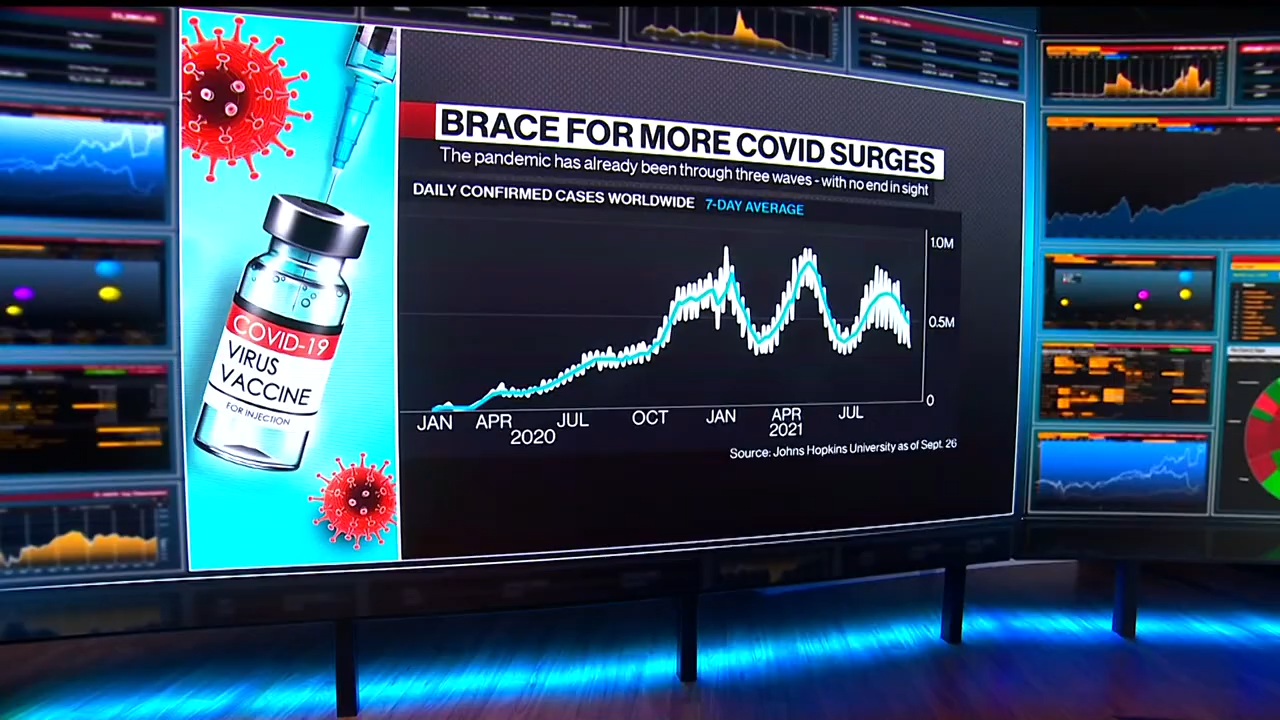 BRACE FOR MORE COVID SURGES
The pandemic has already been through three waves - with no end in sight
DAILY CONFIRMED CASES WORLDWIDE 7-DAY AVERAGE
1.0M
0.5M
0
JAN APR JUL OCT JAN APR JUL
2020 2021
Source: Johns Hopkins University as of Sept. 26
COVID-19
VIRUS
VACCINE
FOR INJECTION